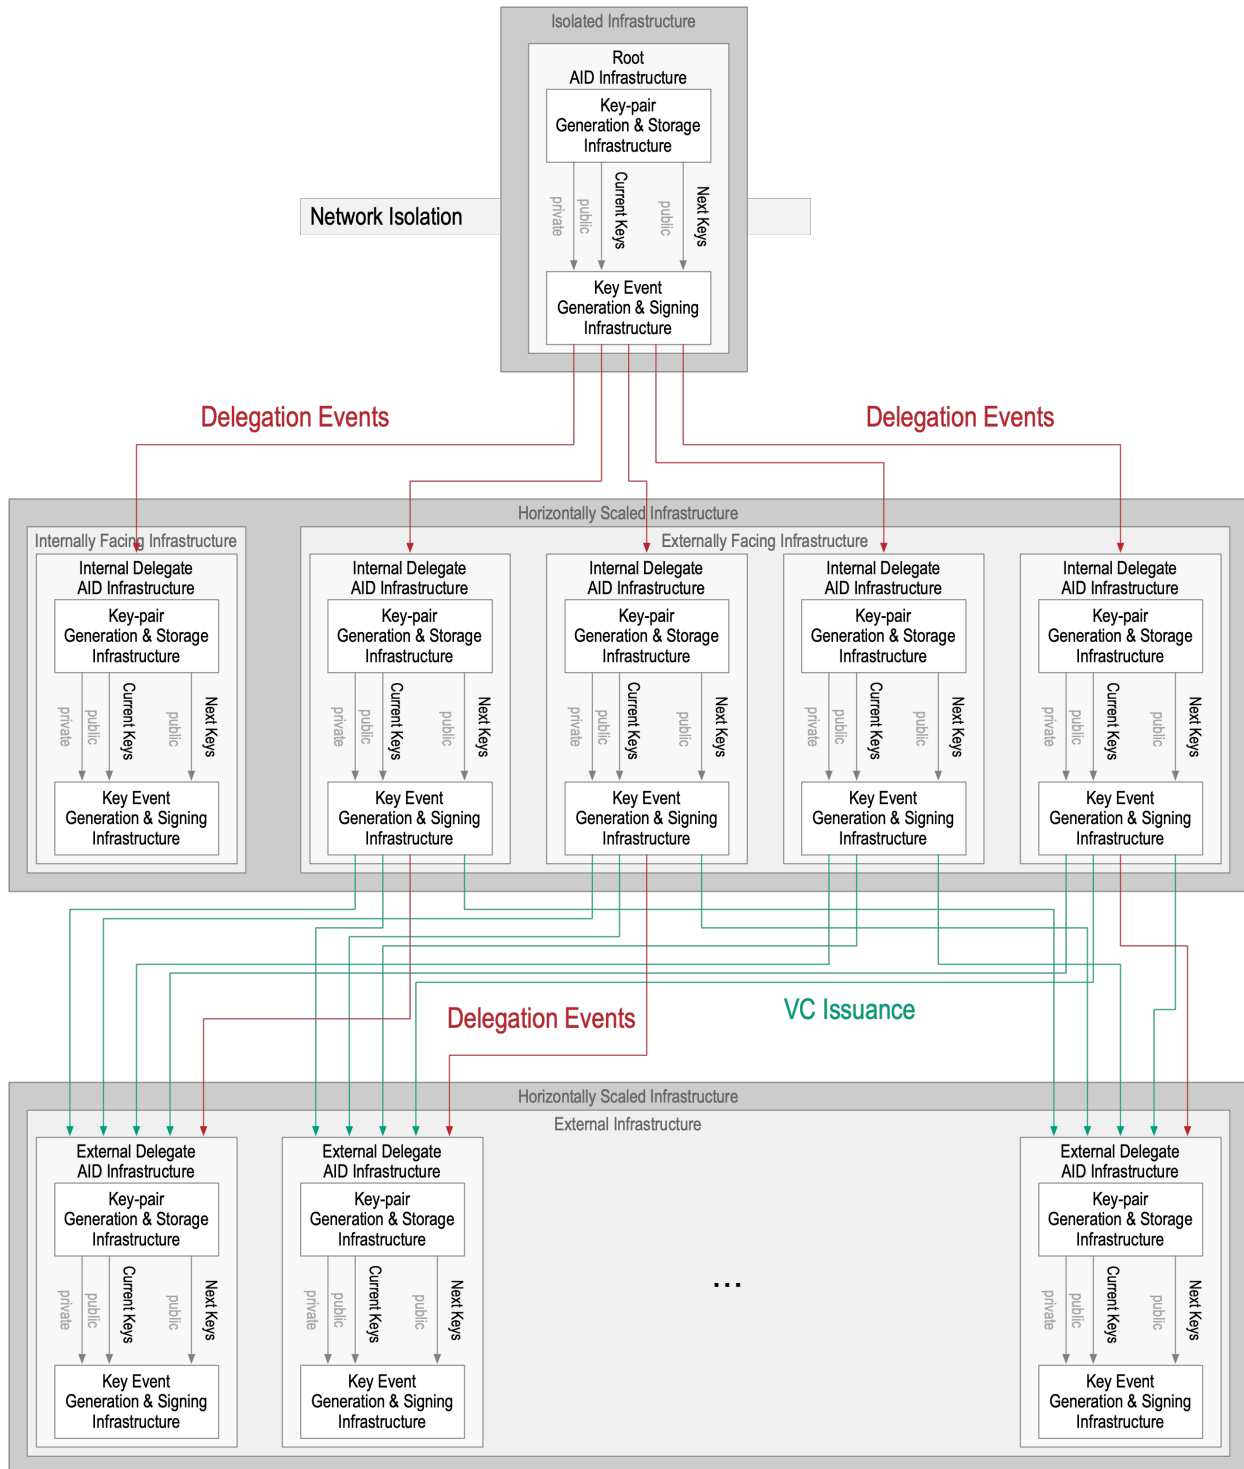 Isolated Infrastructure
Root
AID Infrastructure
Key-pair
Generation & Storage
Infrastructure
private
public
Current Keys
public
Next Keys
Network Isolation
Key Event
Generation & Signing
Infrastructure
Delegation Events
Delegation Events
Horizontally Scaled Infrastructure
Internally Facing Infrastructure
Externally Facing Infrastructure
Internal Delegate
AID Infrastructure
Key-pair
Generation & Storage
Infrastructure
private
public
Current Keys
public
Next Keys
Key Event
Generation & Signing
Infrastructure
Internal Delegate
AID Infrastructure
Key-pair
Generation & Storage
Infrastructure
private
public
Current Keys
public
Next Keys
Key Event
Generation & Signing
Infrastructure
Internal Delegate
AID Infrastructure
Key-pair
Generation & Storage
Infrastructure
private
public
Current Keys
public
Next Keys
Key Event
Generation & Signing
Infrastructure
Internal Delegate
AID Infrastructure
Key-pair
Generation & Storage
Infrastructure
private
public
Current Keys
public
Next Keys
Key Event
Generation & Signing
Infrastructure
Internal Delegate
AID Infrastructure
Key-pair
Generation & Storage
Infrastructure
private
public
Current Keys
public
Next Keys
Key Event
Generation & Signing
Infrastructure
Delegation Events
VC Issuance
Horizontally Scaled Infrastructure
External Infrastructure
External Delegate
AID Infrastructure
Key-pair
Generation & Storage
Infrastructure
private
public
Current Keys
public
Next Keys
Key Event
Generation & Signing
Infrastructure
External Delegate
AID Infrastructure
Key-pair
Generation & Storage
Infrastructure
private
public
Current Keys
public
Next Keys
Key Event
Generation & Signing
Infrastructure
...
External Delegate
AID Infrastructure
Key-pair
Generation & Storage
Infrastructure
private
public
Current Keys
public
Next Keys
Key Event
Generation & Signing
Infrastructure